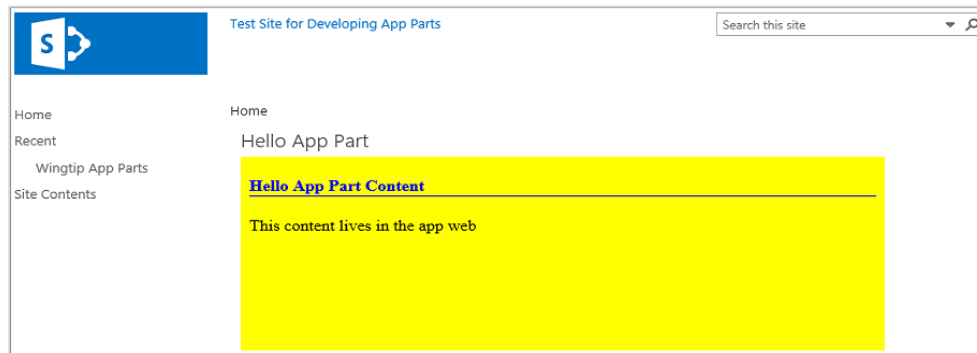 S
Test Site for Developing App Parts
Search this site
Home
Recent
Wingtip App Parts
Site Contents
Home
Hello App Part
Hello App Part Content
This content lives in the app web